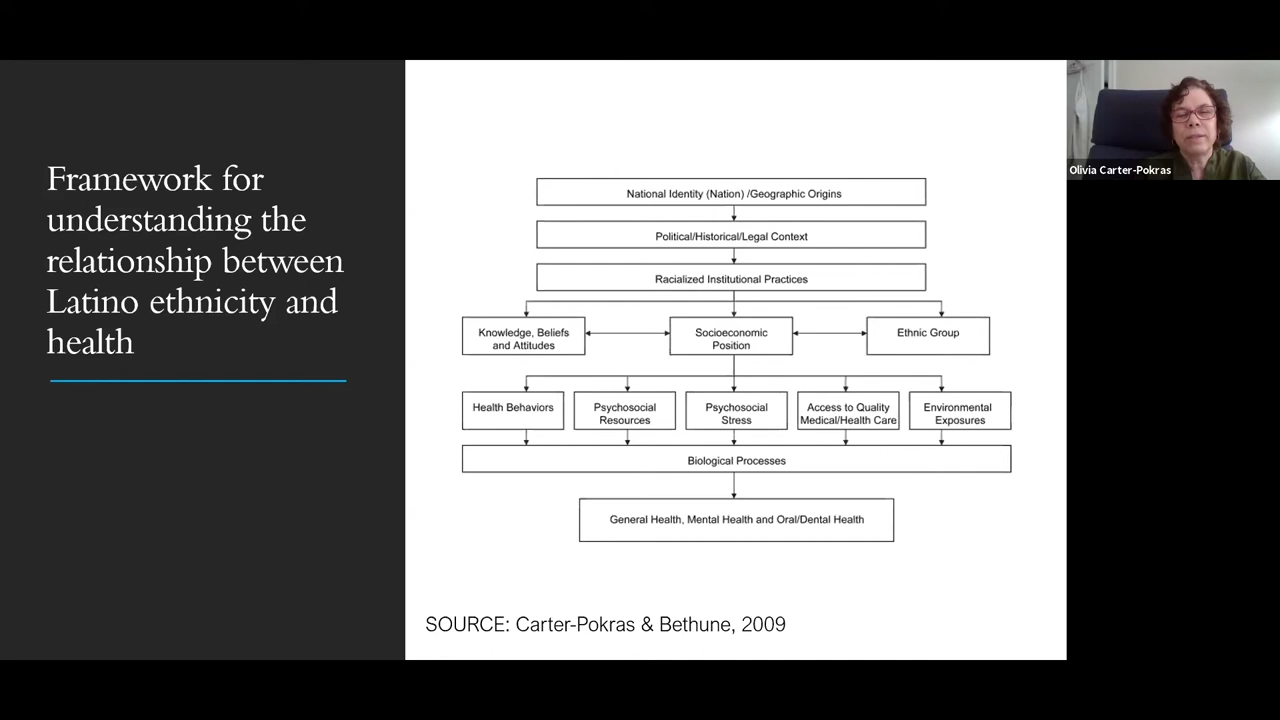 Framework for
understanding the
relationship between
Latino ethnicity and
health
National Identity (Nation) /Geographic Origins
Political/Historical/Legal Context
Racialized Institutional Practices
Knowledge, Beliefs
and Attitudes
Socioeconomic
Position
Ethnic Group
Health Behaviors
Psychosocial
Resources
Psychosocial
Stress
Access to Quality
Medical/Health Care
Environmental
Exposures
Biological Processes
General Health, Mental Health and Oral/Dental Health
SOURCE: Carter-Pokras & Bethune, 2009
Olivia Carter-Pokras